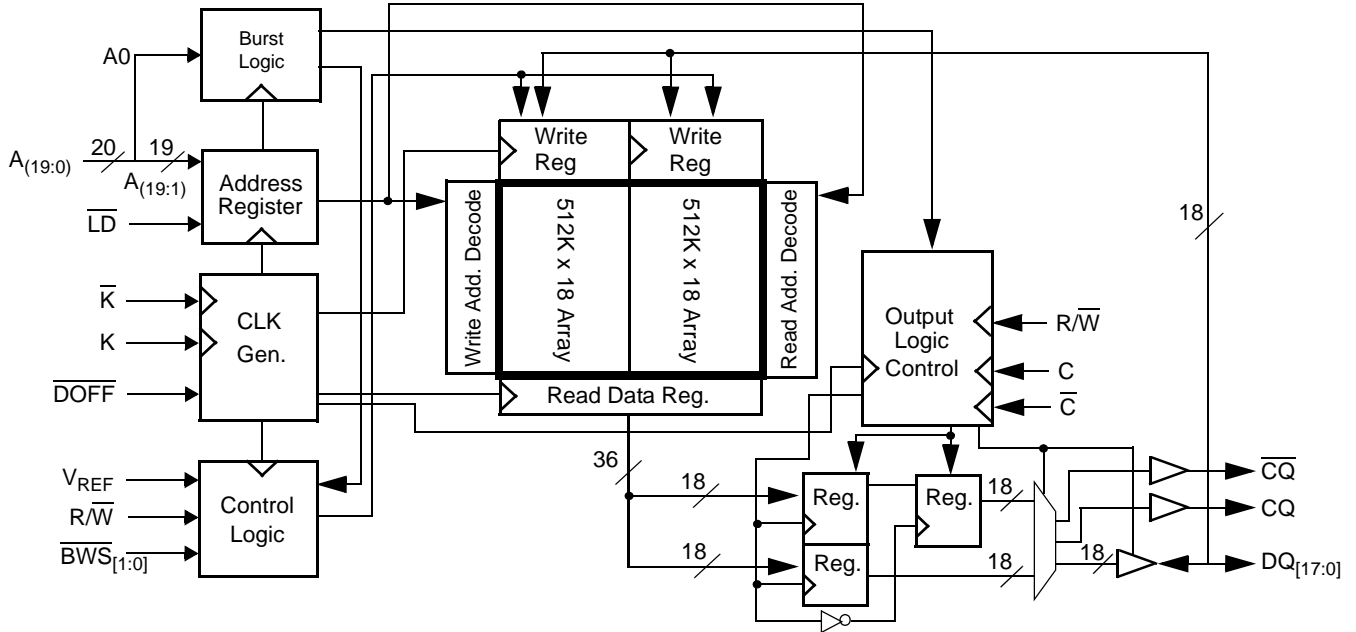 A0
Burst
Logic
A(19:0)
20
19
A(19:1)
Address
Register
LD
K
K
DOFF
CLK
Gen.
VREF
R/W
BWS[1:0]
Control
Logic
Write
Reg
Write
Reg
Write Add. Decode
512K x 18 Array
512K x 18 Array
Read Add. Decode
Read Data Reg.
Output
Logic
Control
R/W
C
C
18
36
18
18
Reg.
Reg.
Reg.
18
18
18
CQ
CQ
DQ[17:0]